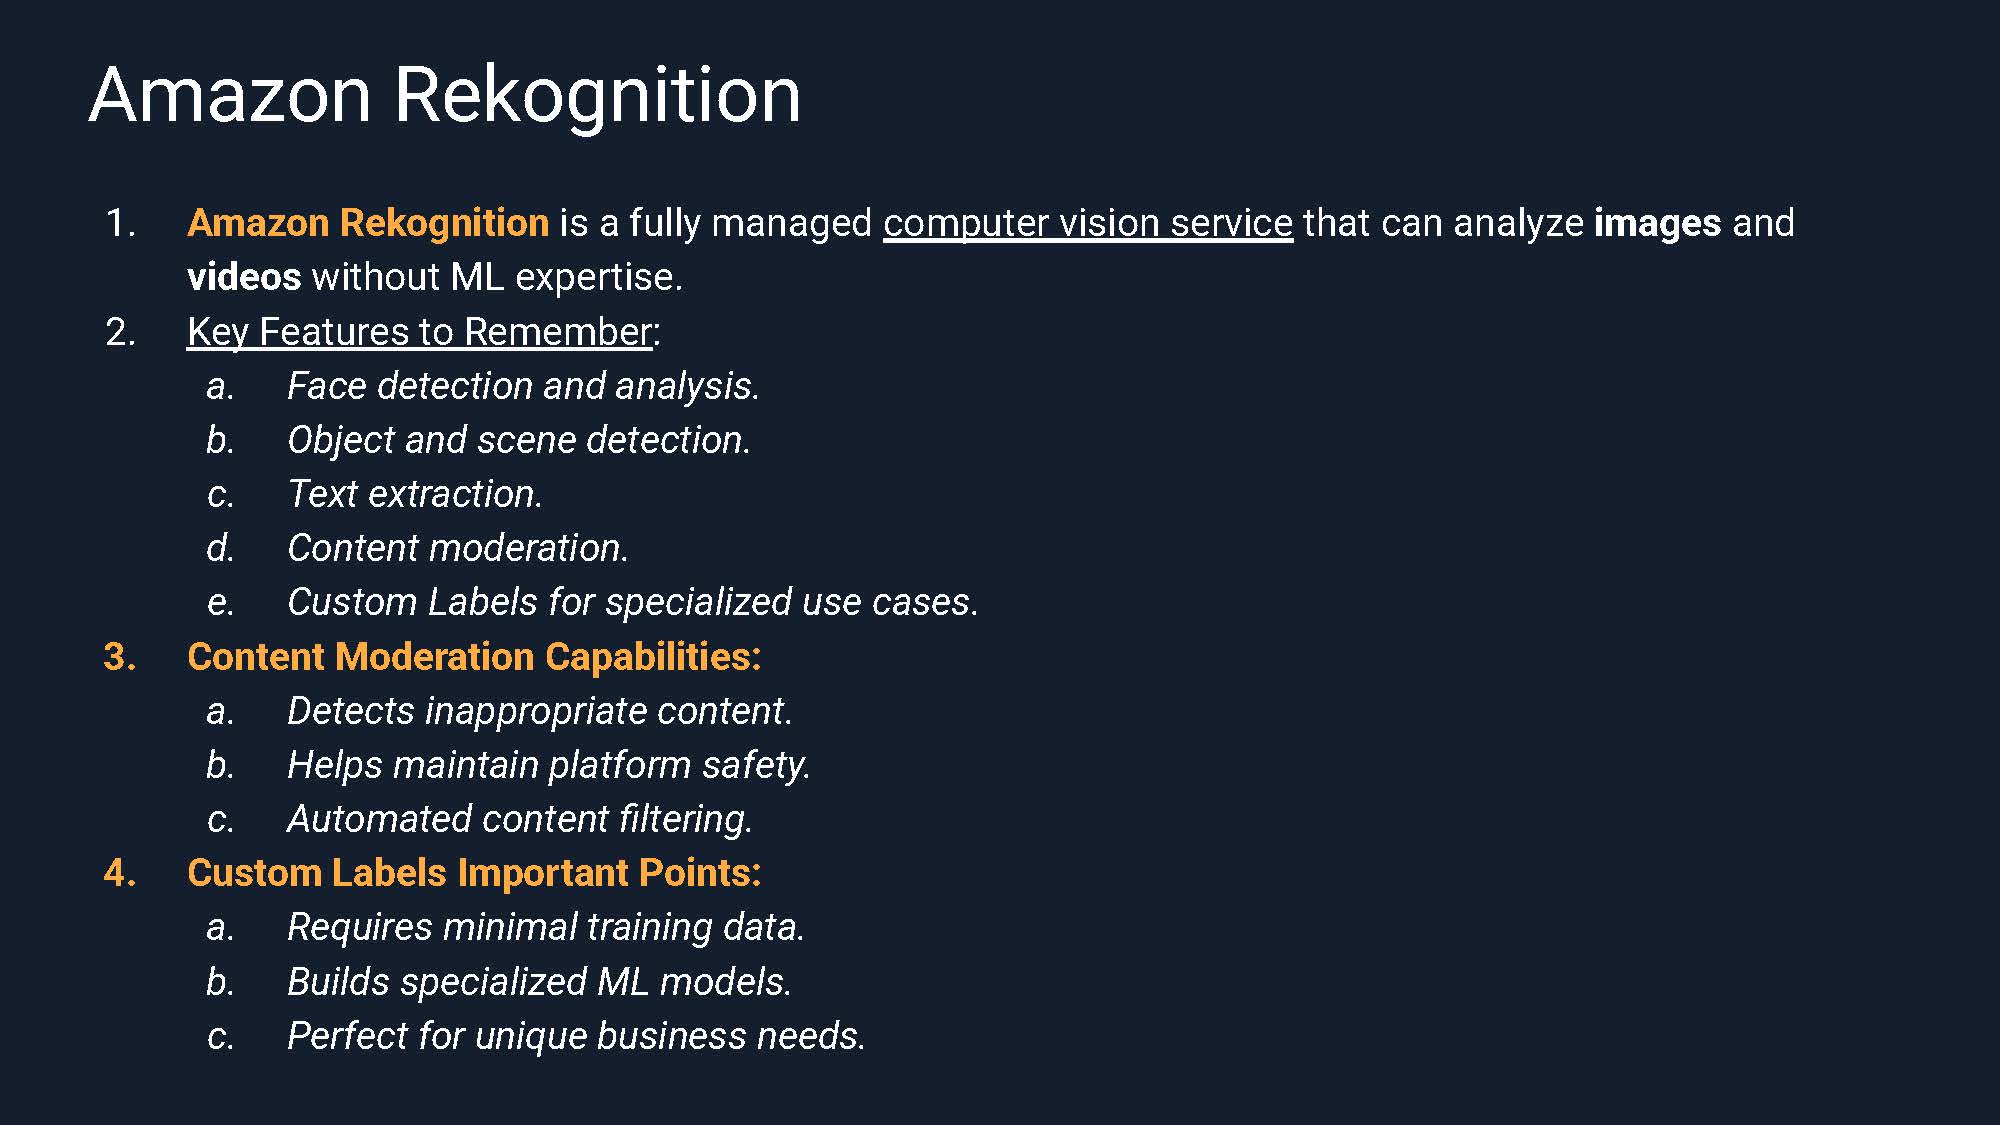 Amazon Rekognition
1. Amazon Rekognition is a fully managed computer vision service that can analyze images and
videos without ML expertise.
2. Key Features to Remember:
a. Face detection and analysis.
b. Object and scene detection.
c. Text extraction.
d. Content moderation.
e. Custom Labels for specialized use cases.
3. Content Moderation Capabilities:
a. Detects inappropriate content.
b. Helps maintain platform safety.
c. Automated content filtering.
4. Custom Labels Important Points:
a. Requires minimal training data.
b. Builds specialized ML models.
c. Perfect for unique business needs.